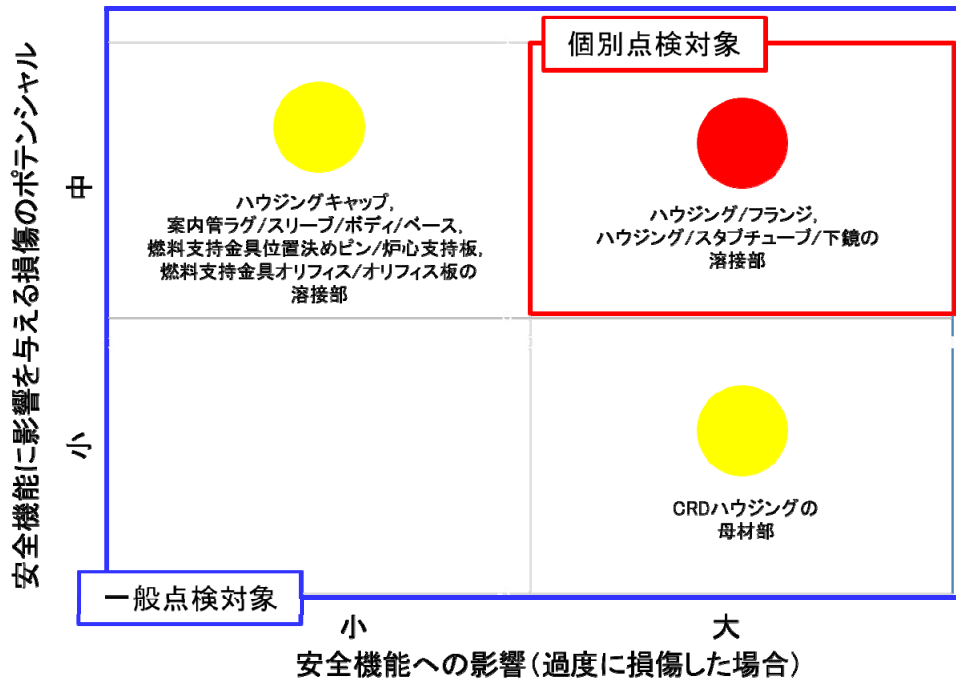 個別点検対象
安全機能に影響を与える損傷のポテンシャル
中
ハウジングキャップ,
案内管ラグ/スリーブ/ボディ/ベース,
燃料支持金具位置決めピン/炉心支持板,
燃料支持金具オリフィス/オリフィス板の
溶接部
ハウジング/フランジ,
ハウジング/スタブチューブ/下鏡の
溶接部
小
CRDハウジングの
母材部
一般点検対象
小
大
安全機能への影響(過度に損傷した場合)